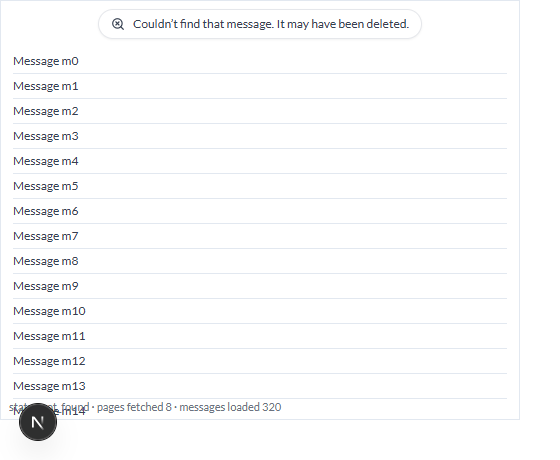 Couldn’t find that message. It may have been deleted.
Message m0
Message m1
Message m2
Message m3
Message m4
Message m5
Message m6
Message m7
Message m8
Message m9
Message m10
Message m11
Message m12
Message m13
found · pages fetched 8 · messages loaded 320
m14
N